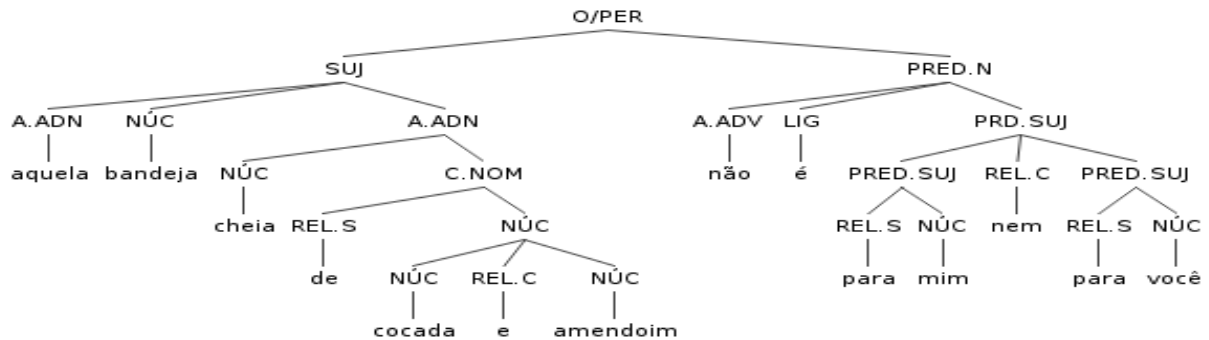 O/PER
SUJ PRED.N
A.ADN NÚC A.ADN A.ADV LIG PRD.SUJ
aquela bandeja NÚC C.NOM não é PRED.SUJ REL.C PRED.SUJ
cheia REL.S NÚC REL.S NÚC nem REL.S NÚC
de NÚC REL.C NÚC para mim para você
cocada e amendoim